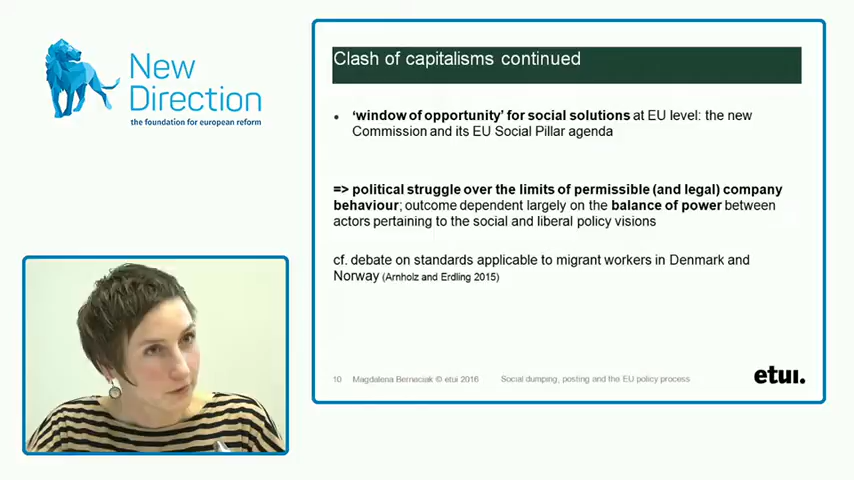 New
Direction
the foundation for european reform
Clash of capitalisms continued
• ‘window of opportunity’ for social solutions at EU level: the new
Commission and its EU Social Pillar agenda
=> political struggle over the limits of permissible (and legal) company
behaviour; outcome dependent largely on the balance of power between
actors pertaining to the social and liberal policy visions
cf. debate on standards applicable to migrant workers in Denmark and
Norway (Arnholz and Erdling 2015)
10 Magdalena Bernaciak © etui 2016 Social dumping, posting and the EU policy process
etui.